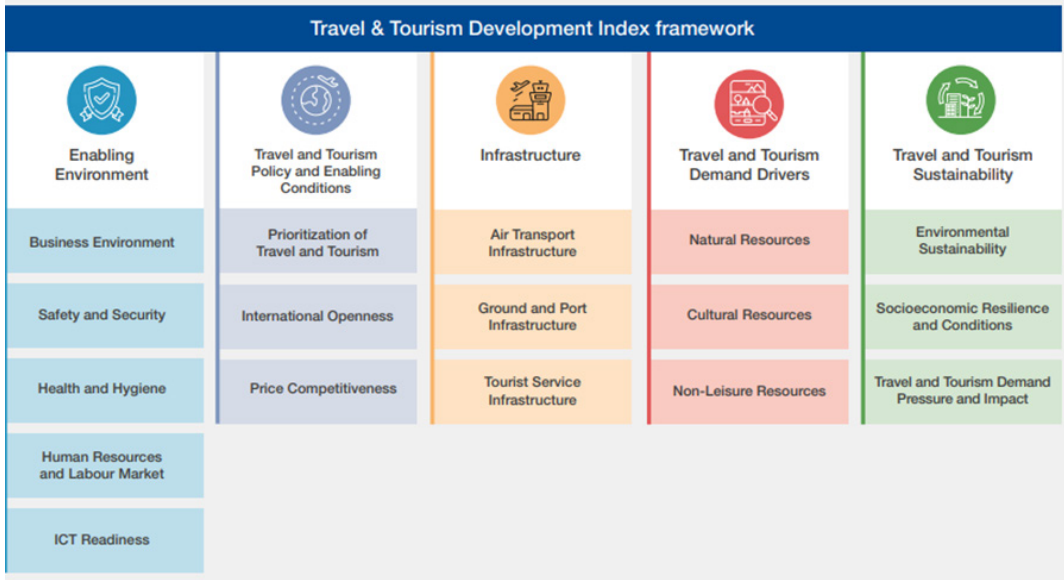 Travel & Tourism Development Index framework
Enabling
Environment
Business Environment
Safety and Security
Health and Hygiene
Human Resources
and Labour Market
ICT Readiness
Travel and Tourism
Policy and Enabling
Conditions
Prioritization of
Travel and Tourism
International Openness
Price Competitiveness
Infrastructure
Air Transport
Infrastructure
Ground and Port
Infrastructure
Tourist Service
Infrastructure
Travel and Tourism
Demand Drivers
Natural Resources
Cultural Resources
Non-Leisure Resources
Travel and Tourism
Sustainability
Environmental
Sustainability
Socioeconomic Resilience
and Conditions
Travel and Tourism Demand
Pressure and Impact